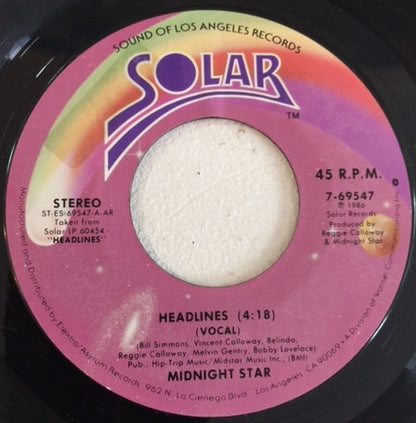 SOUND OF LOS ANGELES RECORDS
SOLAR
TM
STEREO
ST-ES-69547-A-AR
Taken from
Solar LP 60454 -
"HEADLINES"
45 R.P.M.
7-69547
℗ 1986
Solar Records
Produced by
Reggie Calloway
& Midnight Star
HEADLINES (4:18)
(VOCAL)
(Bill Simmons, Vincent Calloway, Belinda,
Reggie Calloway, Melvin Gentry, Bobby Lovelace)
Pub., Hip-Trip Music/Midstar Music Inc., (BMI)
MIDNIGHT STAR
Manufactured and Distributed by Elektra/Asylum Records 962 N. La Cienega Blvd. Los Angeles, CA 90069 • A Division of Warner Communications Inc.